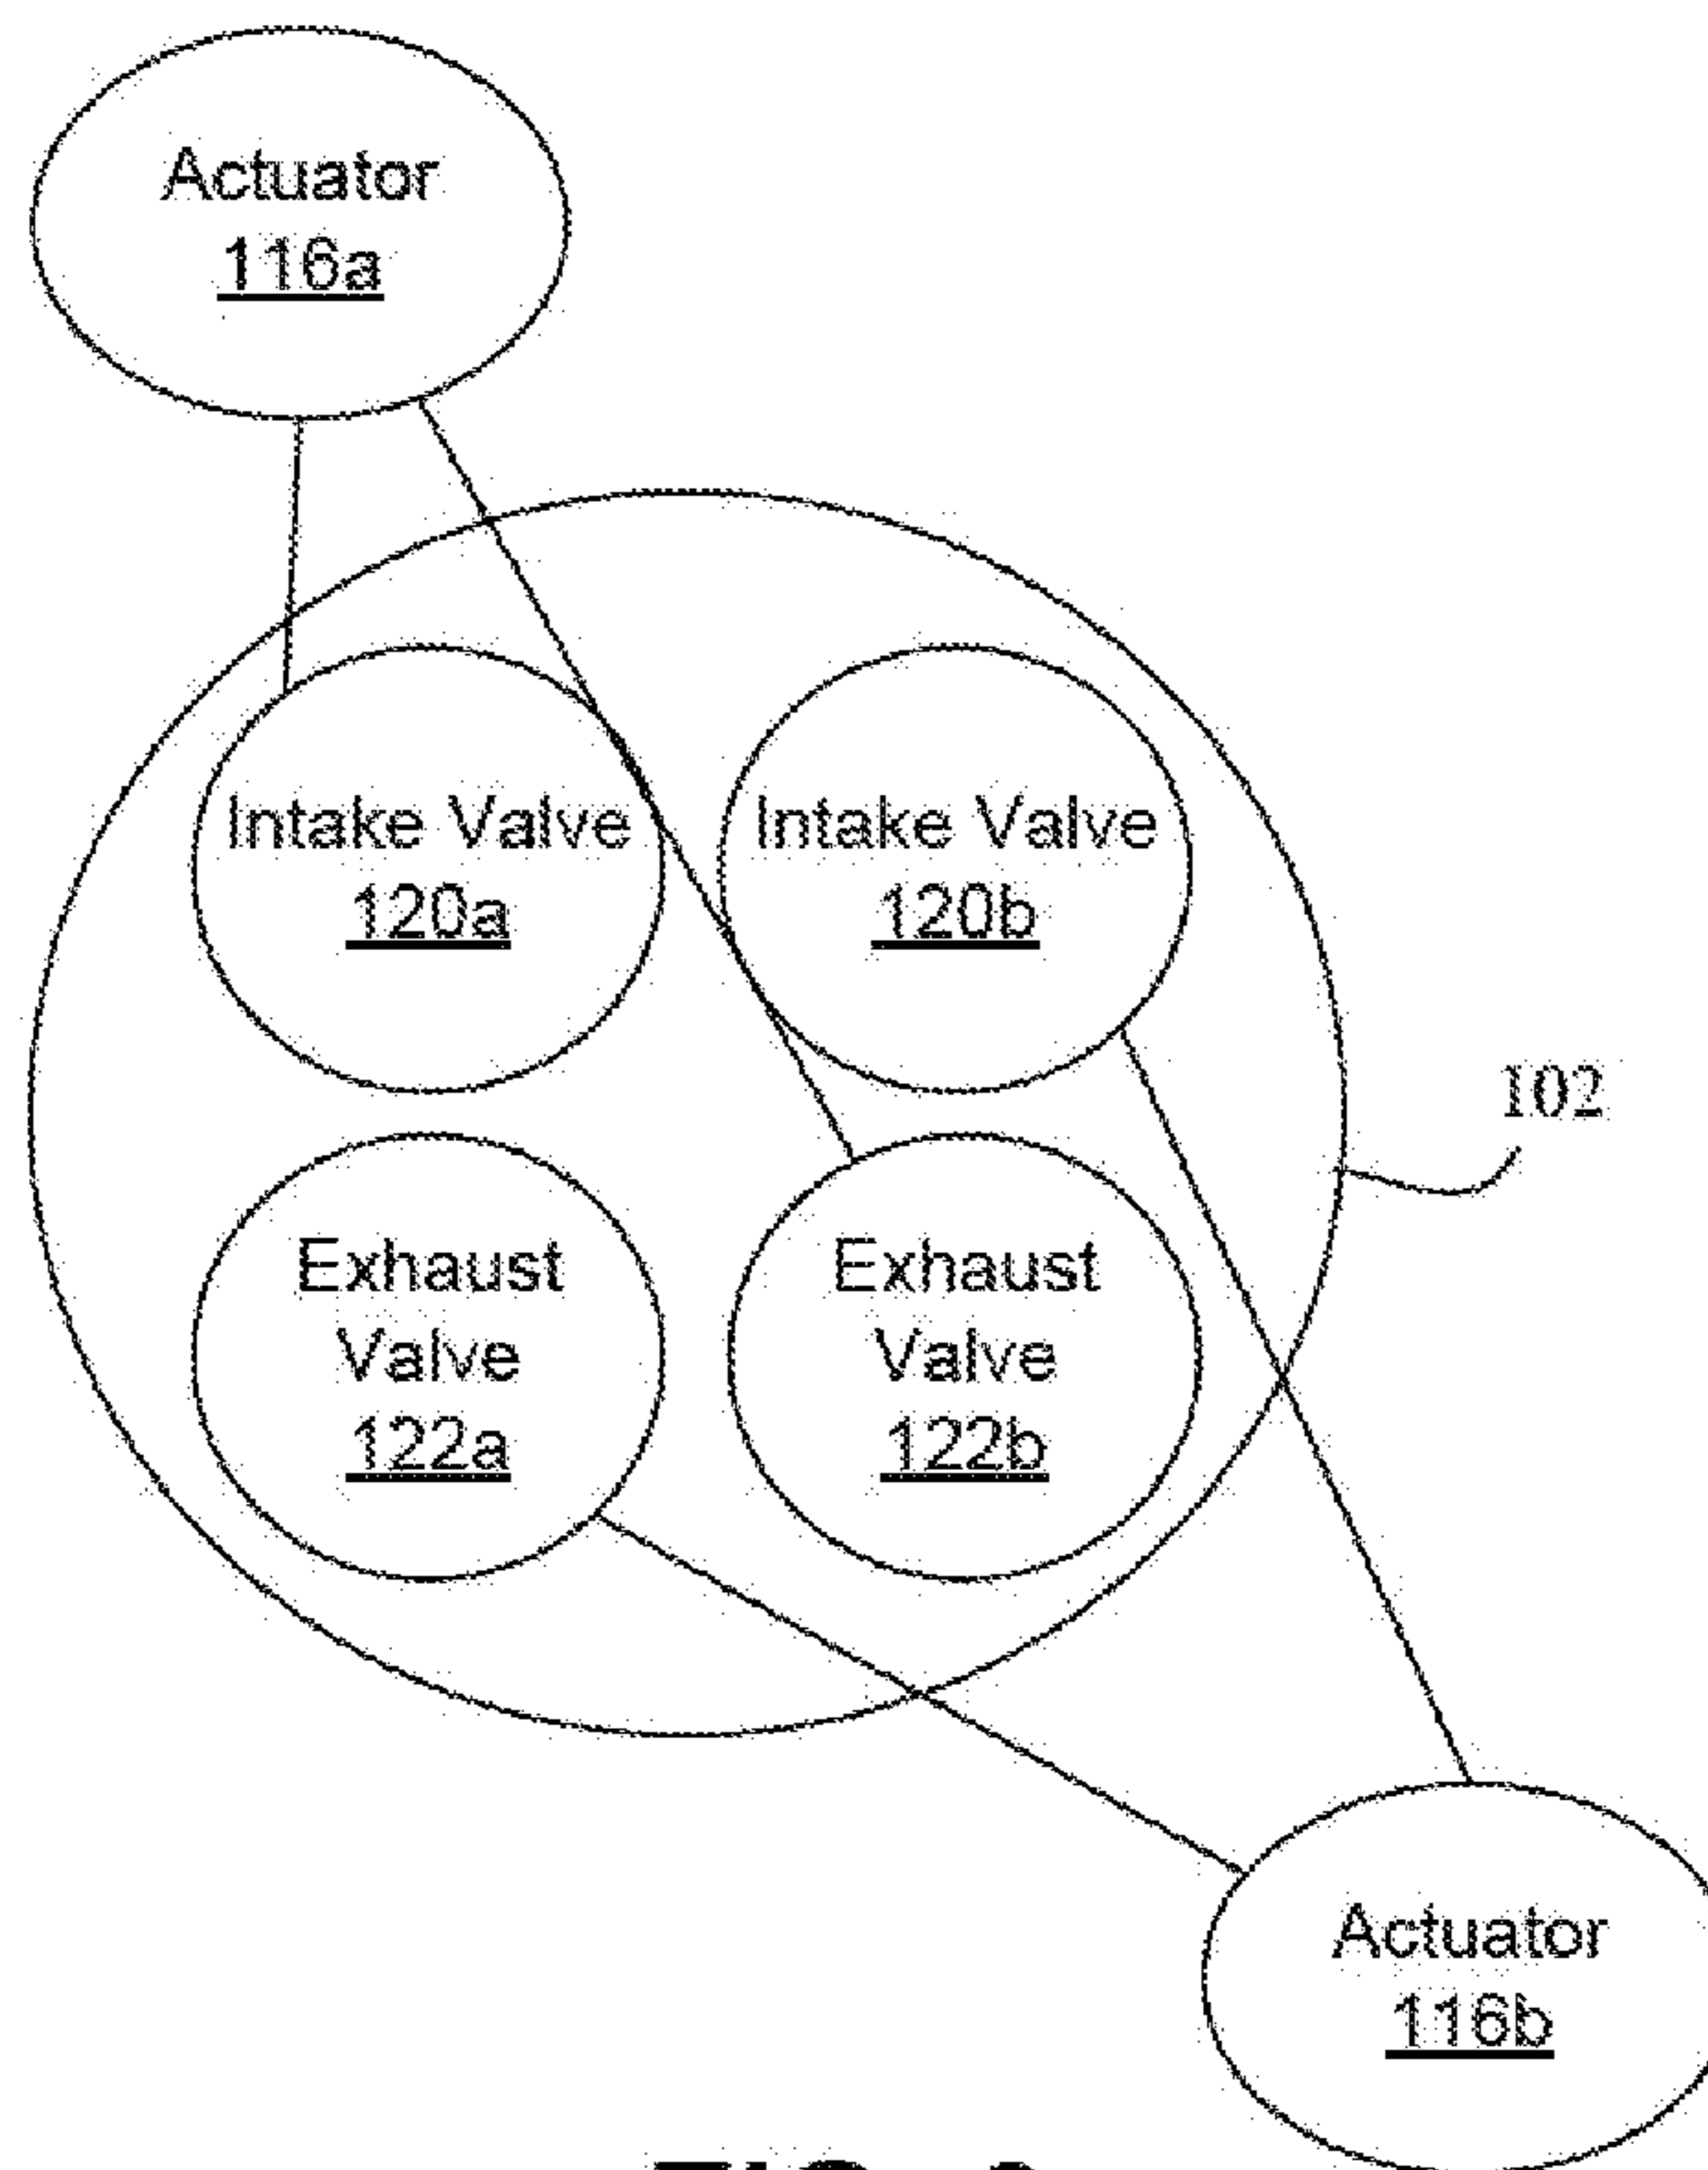 Actuator
116a
Intake Valve
120a
Intake Valve
120b
102
Exhaust
Valve
122a
Exhaust
Valve
122b
Actuator
116b